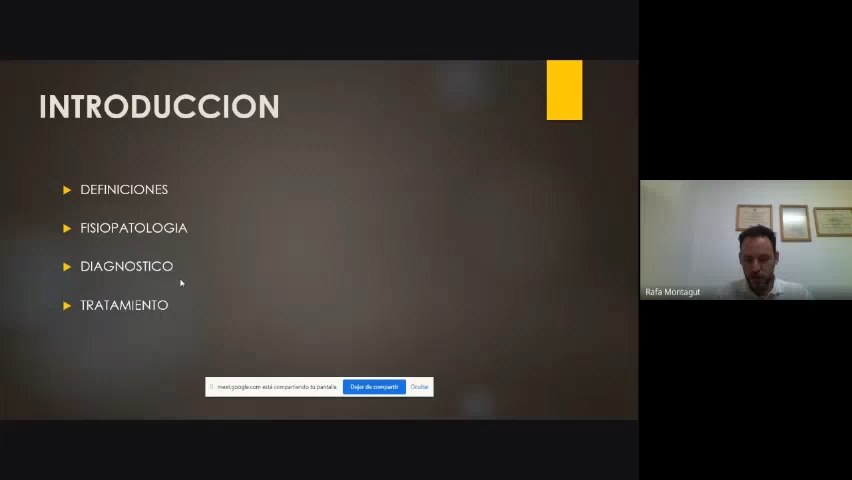 INTRODUCCION
DEFINICIONES
FISIOPATOLOGIA
DIAGNOSTICO
TRATAMIENTO
meet.google.com está compartiendo tu pantalla.
Dejar de compartir
Ocultar
Rafa Montagut